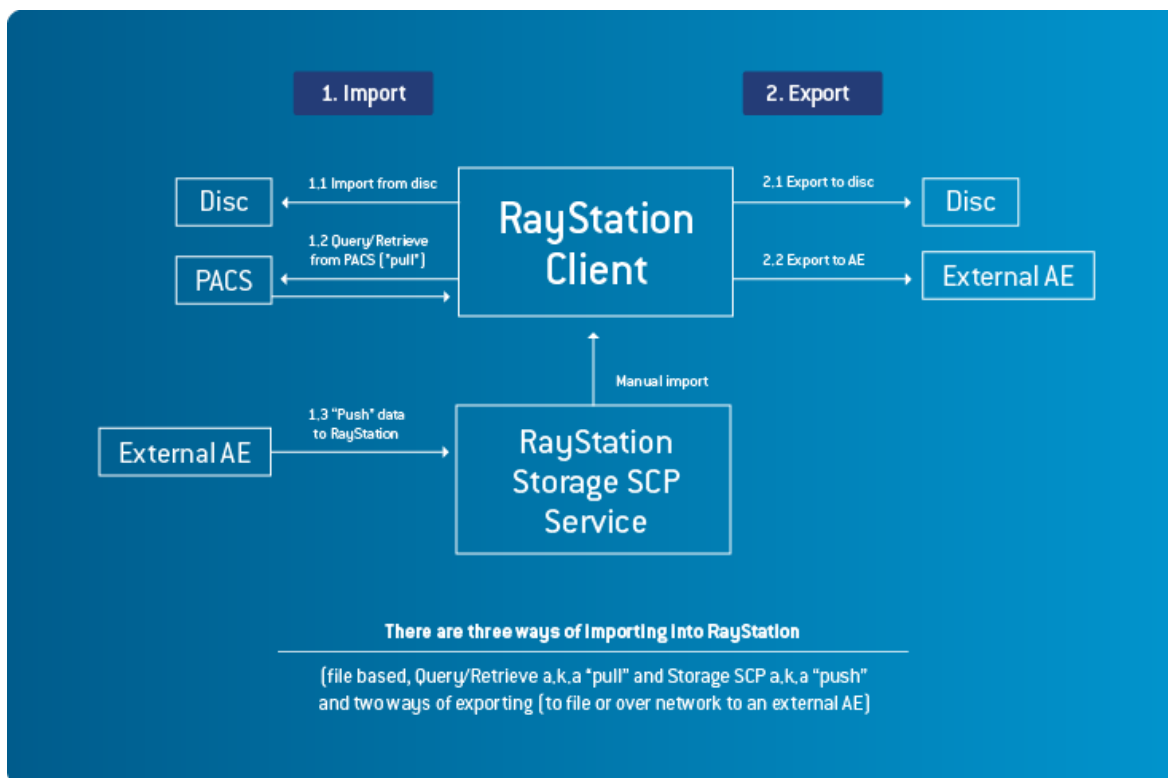 1. Import
2. Export
Disc
1.1 Import from disc
RayStation
Client
2.1 Export to disc
Disc
PACS
1.2 Query/Retrieve
from PACS ("pull")
2.2 Export to AE
External AE
Manual import
External AE
1.3 "Push" data
to RayStation
RayStation
Storage SCP
Service
There are three ways of importing into RayStation
(file based, Query/Retrieve a.k.a "pull" and Storage SCP a.k.a "push"
and two ways of exporting (to file or over network to an external AE)